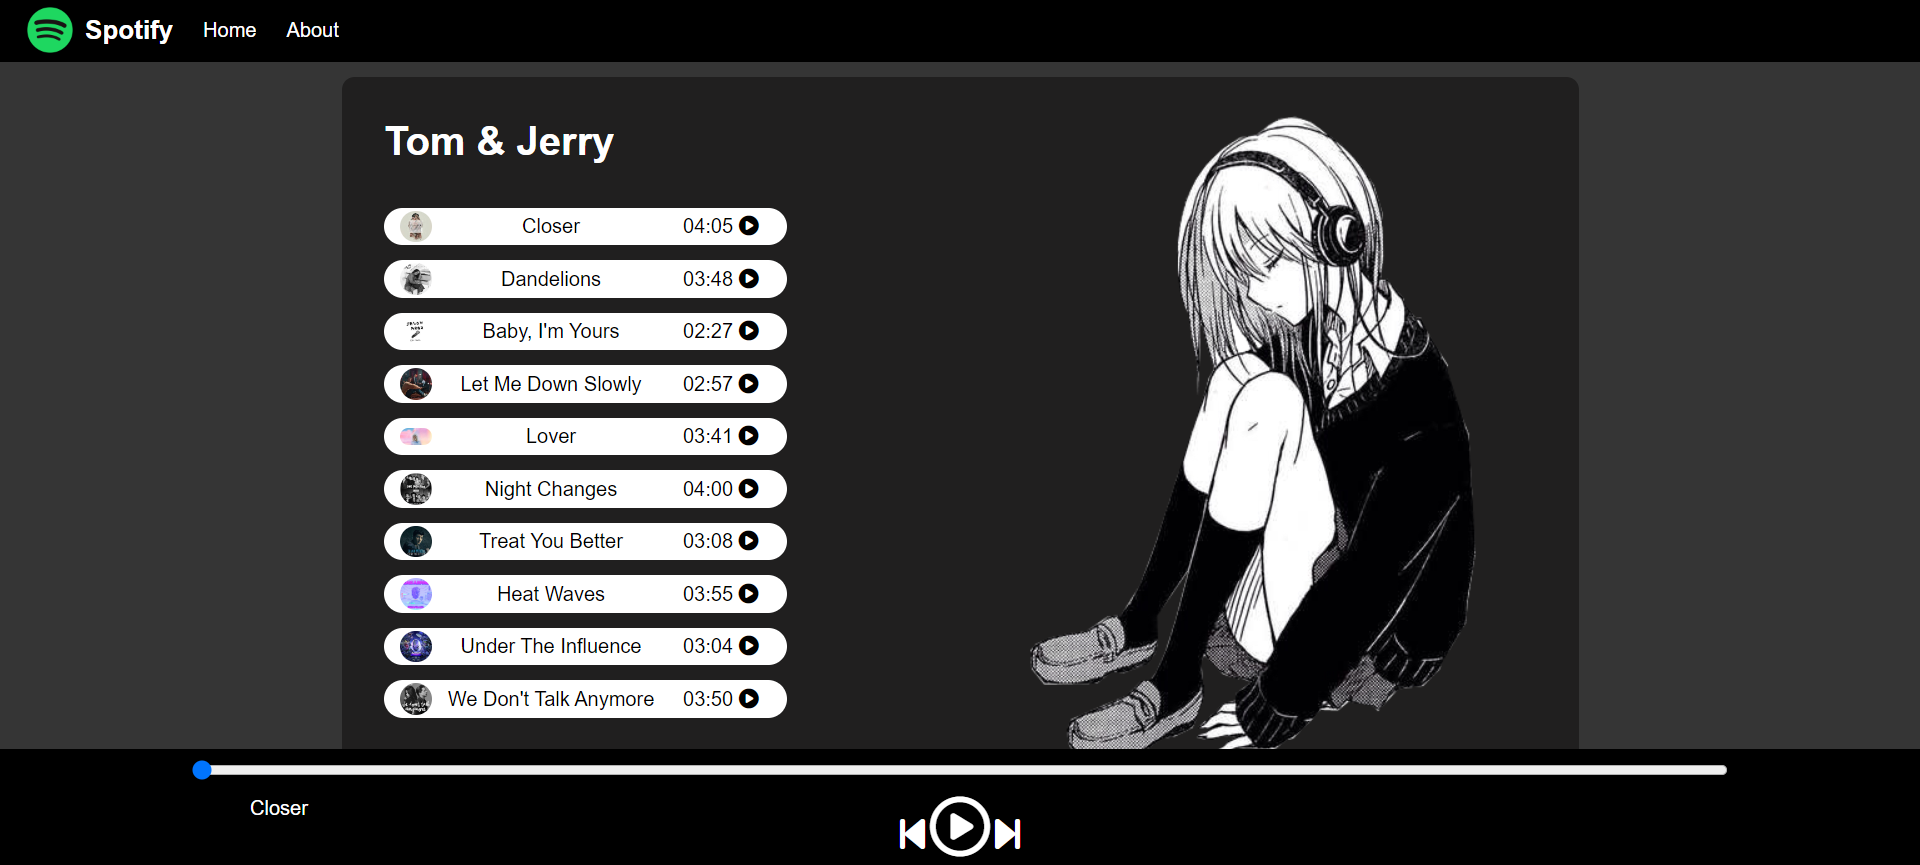 Spotify Home About
Tom & Jerry
Closer 04:05
Dandelions 03:48
Baby, I'm Yours 02:27
Let Me Down Slowly 02:57
Lover 03:41
Night Changes 04:00
Treat You Better 03:08
Heat Waves 03:55
Under The Influence 03:04
We Don't Talk Anymore 03:50
Closer